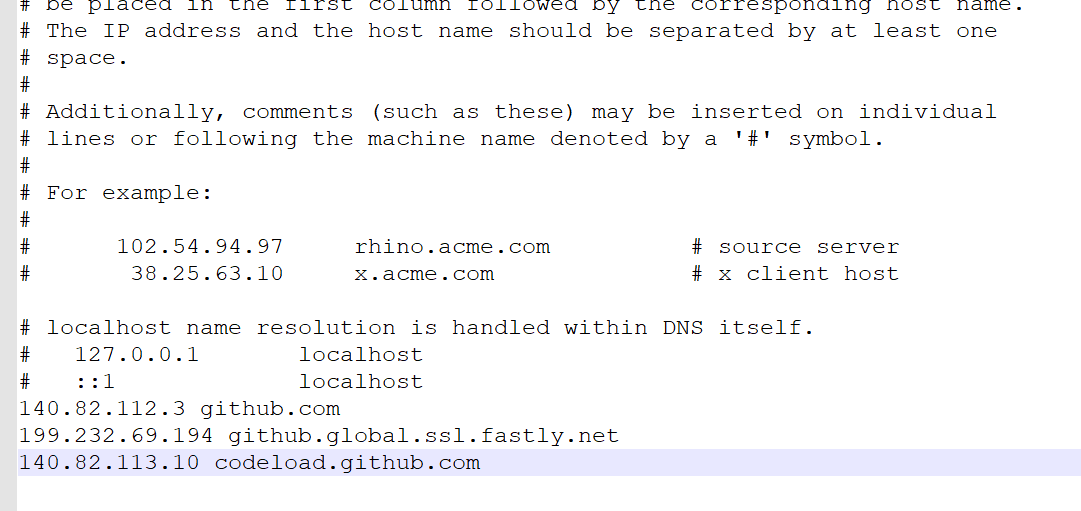 # be placed in the first column followed by the corresponding host name.
# The IP address and the host name should be separated by at least one
# space.
#
# Additionally, comments (such as these) may be inserted on individual
# lines or following the machine name denoted by a '#' symbol.
#
# For example:
#
#      102.54.94.97     rhino.acme.com          # source server
#       38.25.63.10     x.acme.com              # x client host

# localhost name resolution is handled within DNS itself.
#   127.0.0.1       localhost
#   ::1             localhost
140.82.112.3 github.com
199.232.69.194 github.global.ssl.fastly.net
140.82.113.10 codeload.github.com